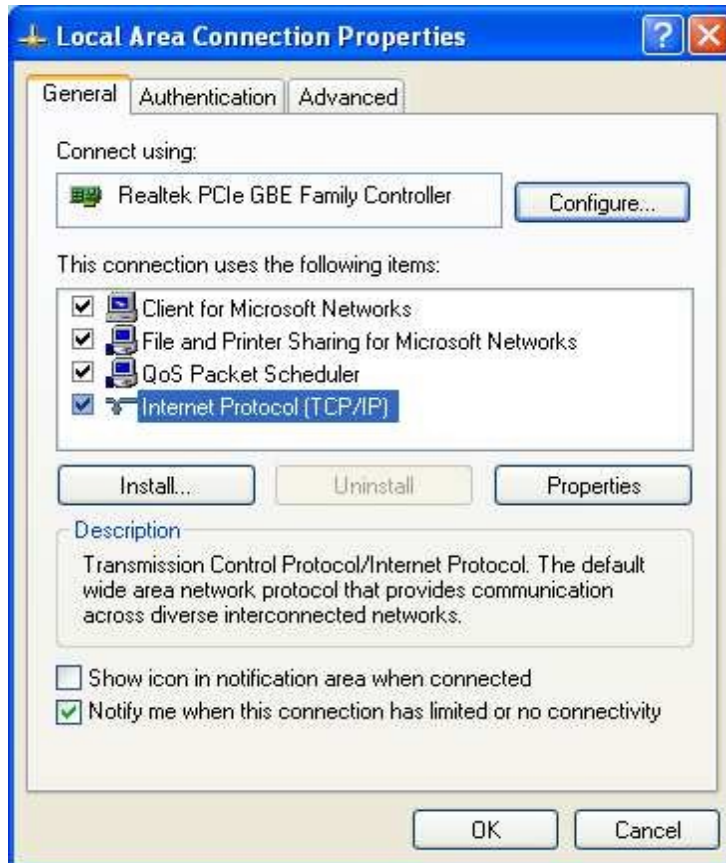 Local Area Connection Properties
General Authentication Advanced
Connect using:
Realtek PCIe GBE Family Controller Configure...
This connection uses the following items:
Client for Microsoft Networks
File and Printer Sharing for Microsoft Networks
QoS Packet Scheduler
Internet Protocol (TCP/IP)
Install... Uninstall Properties
Description
Transmission Control Protocol/Internet Protocol. The default
wide area network protocol that provides communication
across diverse interconnected networks.
Show icon in notification area when connected
Notify me when this connection has limited or no connectivity
OK Cancel